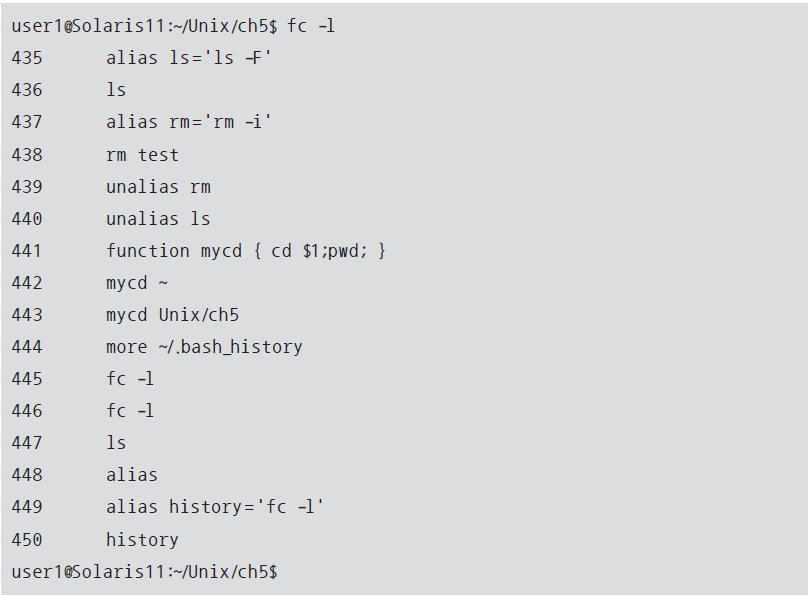 user1@Solaris11:~/Unix/ch5$ fc -l
435 alias ls='ls -F'
436 ls
437 alias rm='rm -i'
438 rm test
439 unalias rm
440 unalias ls
441 function mycd { cd $1;pwd; }
442 mycd ~
443 mycd Unix/ch5
444 more ~/.bash_history
445 fc -l
446 fc -l
447 ls
448 alias
449 alias history='fc -l'
450 history
user1@Solaris11:~/Unix/ch5$